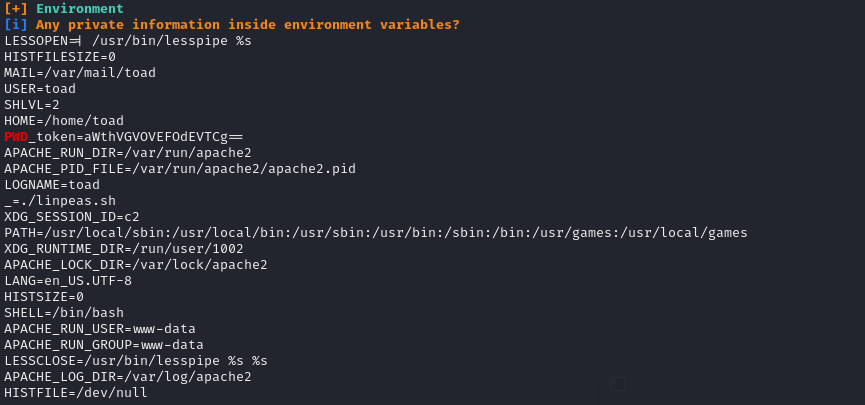 [+] Environment
[i] Any private information inside environment variables?
LESSOPEN=| /usr/bin/lesspipe %s
HISTFILESIZE=0
MAIL=/var/mail/toad
USER=toad
SHLVL=2
HOME=/home/toad
PWD_token=aWthVGVOVEFOdEVTCg==
APACHE_RUN_DIR=/var/run/apache2
APACHE_PID_FILE=/var/run/apache2/apache2.pid
LOGNAME=toad
_=./linpeas.sh
XDG_SESSION_ID=c2
PATH=/usr/local/sbin:/usr/local/bin:/usr/sbin:/usr/bin:/sbin:/bin:/usr/games:/usr/local/games
XDG_RUNTIME_DIR=/run/user/1002
APACHE_LOCK_DIR=/var/lock/apache2
LANG=en_US.UTF-8
HISTSIZE=0
SHELL=/bin/bash
APACHE_RUN_USER=www-data
APACHE_RUN_GROUP=www-data
LESSCLOSE=/usr/bin/lesspipe %s %s
APACHE_LOG_DIR=/var/log/apache2
HISTFILE=/dev/null